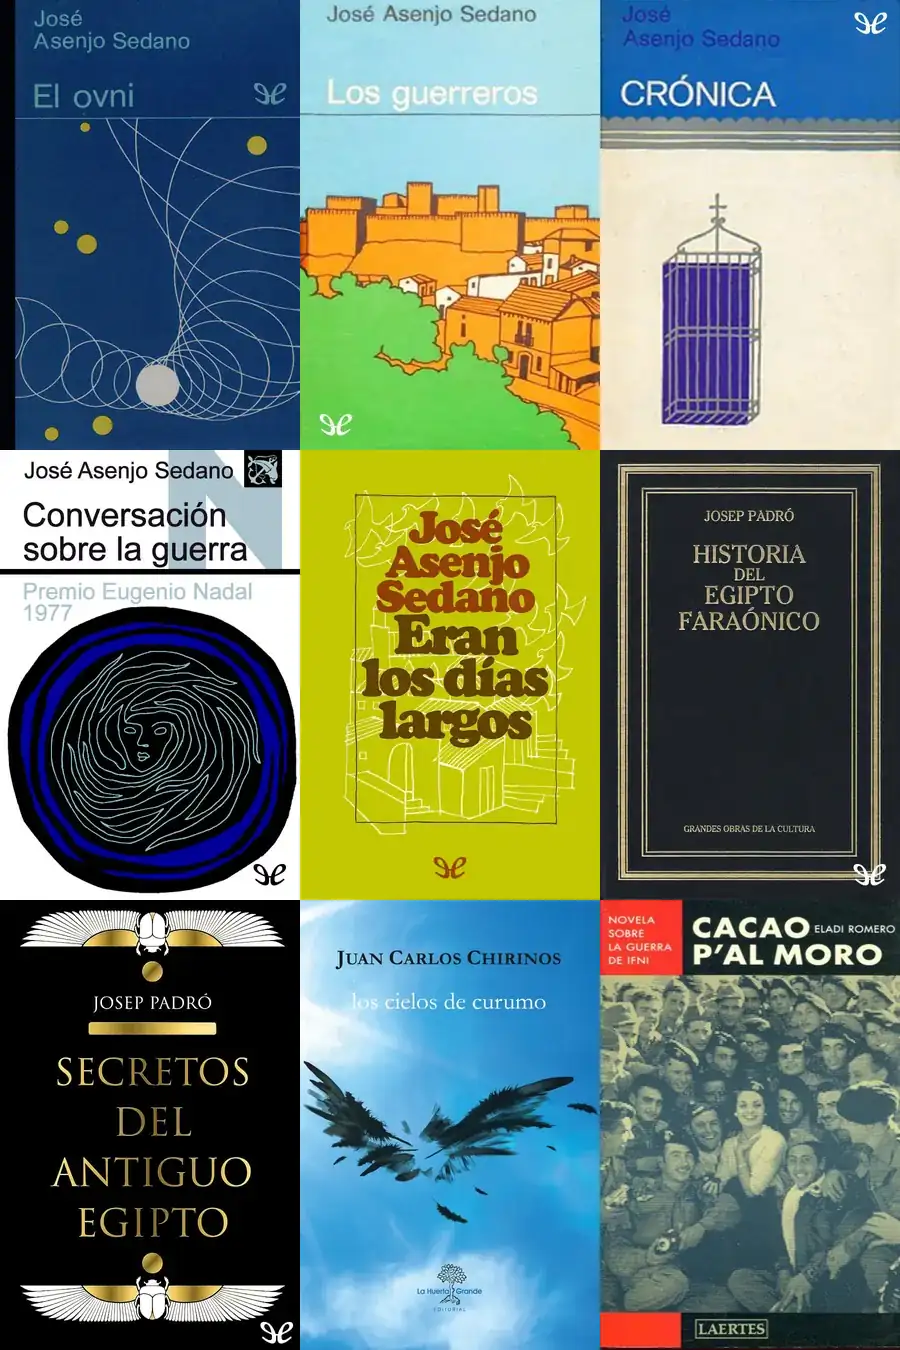 José
Asenjo Sedano
El ovni
José Asenjo Sedano
Los guerreros
José
Asenjo Sedano
CRÓNICA
José Asenjo Sedano
Conversación
sobre la guerra
Premio Eugenio Nadal
1977
José
Asenjo
Sedano
Eran
los días
largos
JOSEP PADRÓ
HISTORIA
DEL
EGIPTO
FARAÓNICO
GRANDES OBRAS DE LA CULTURA
JOSEP PADRÓ
SECRETOS
DEL
ANTIGUO
EGIPTO
JUAN CARLOS CHIRINOS
los cielos de curumo
La Huerta Grande
EDITORIAL
NOVELA
SOBRE
LA GUERRA
DE IFNI
CACAO ELADI ROMERO
P'AL MORO
LAERTES